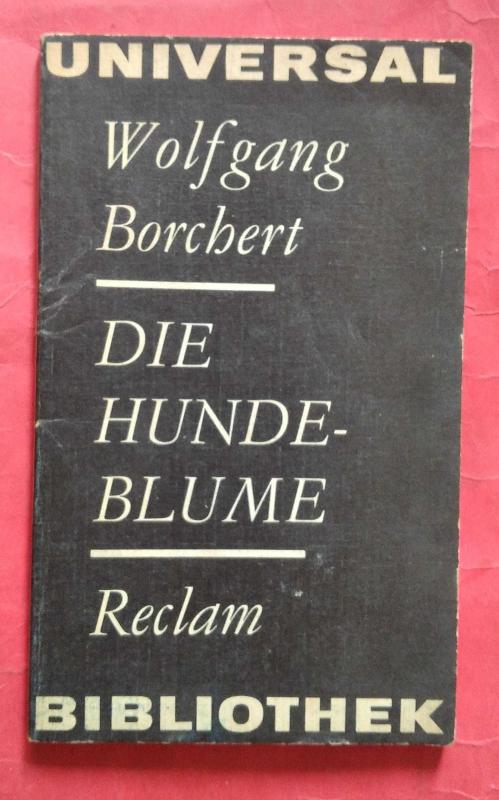 UNIVERSAL
Wolfgang
Borchert
DIE
HUNDE-
BLUME
Reclam
BIBLIOTHEK